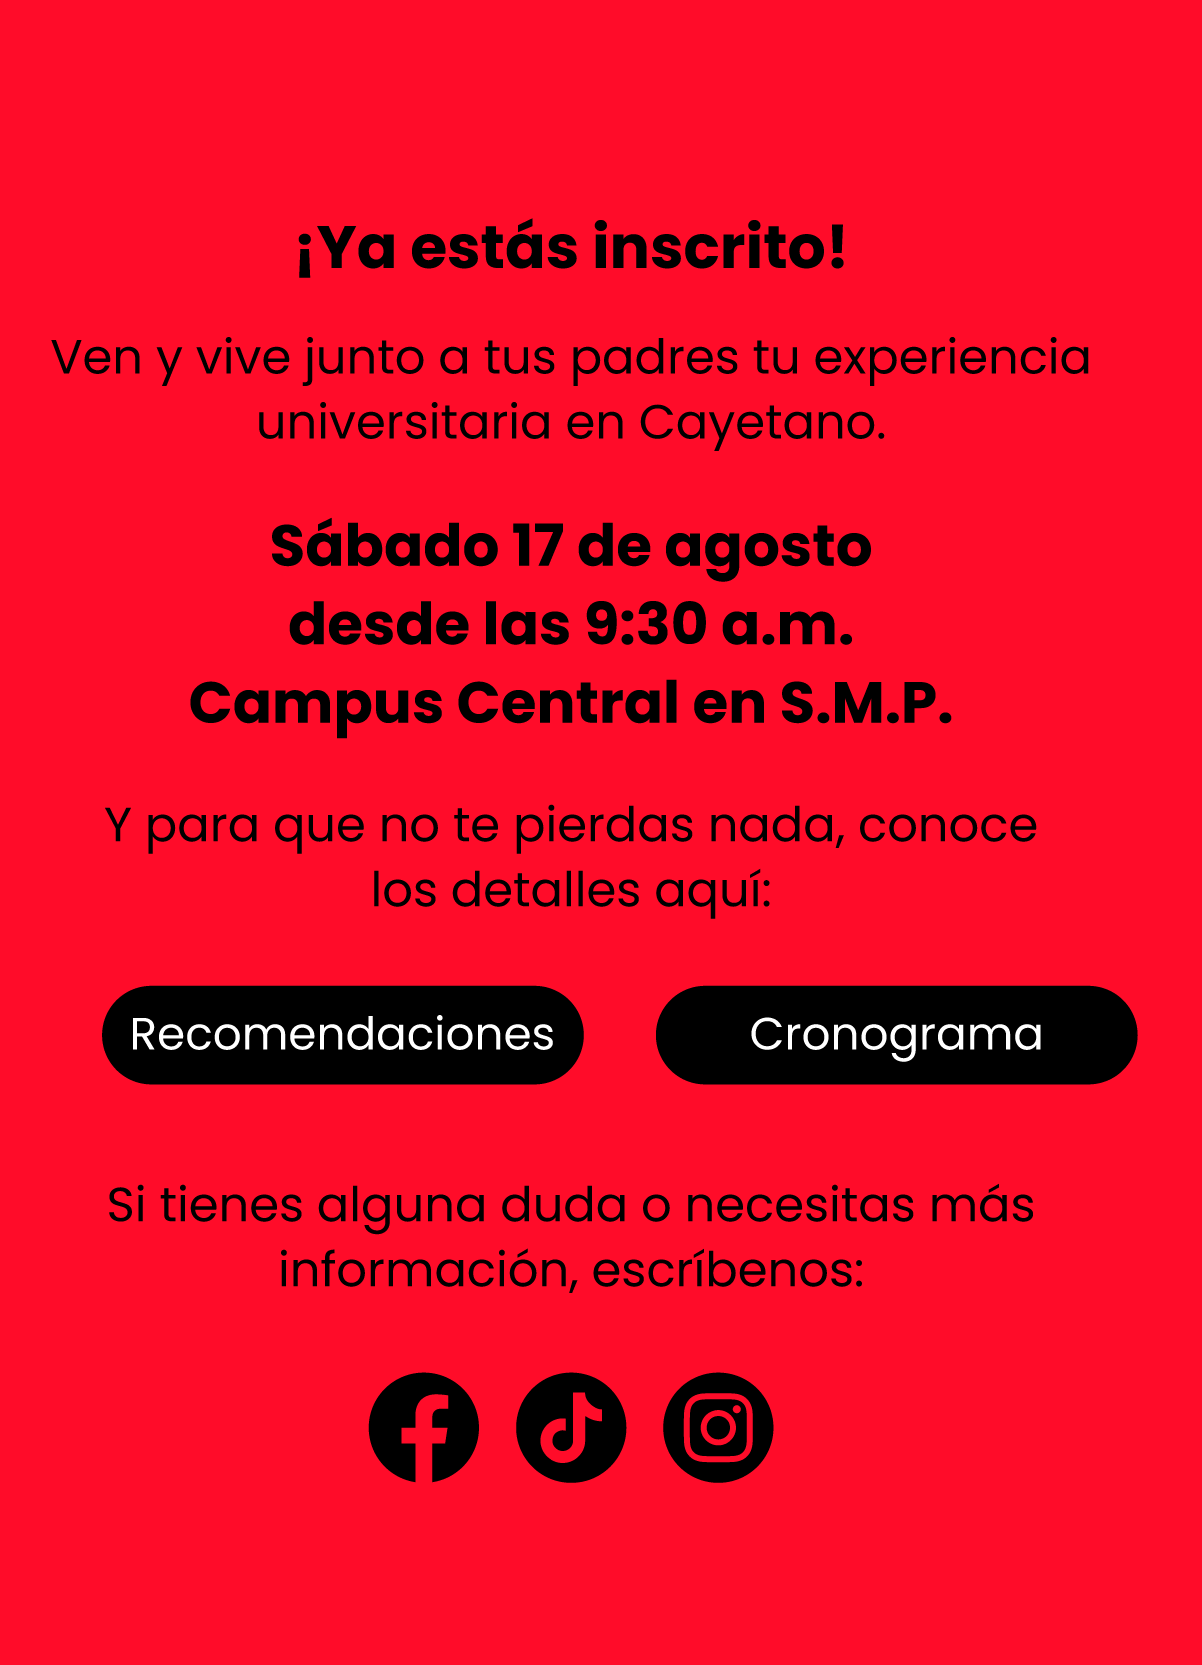 ¡Ya estás inscrito!
Ven y vive junto a tus padres tu experiencia
universitaria en Cayetano.
Sábado 17 de agosto
desde las 9:30 a.m.
Campus Central en S.M.P.
Y para que no te pierdas nada, conoce
los detalles aquí:
Recomendaciones
Cronograma
Si tienes alguna duda o necesitas más
información, escríbenos: